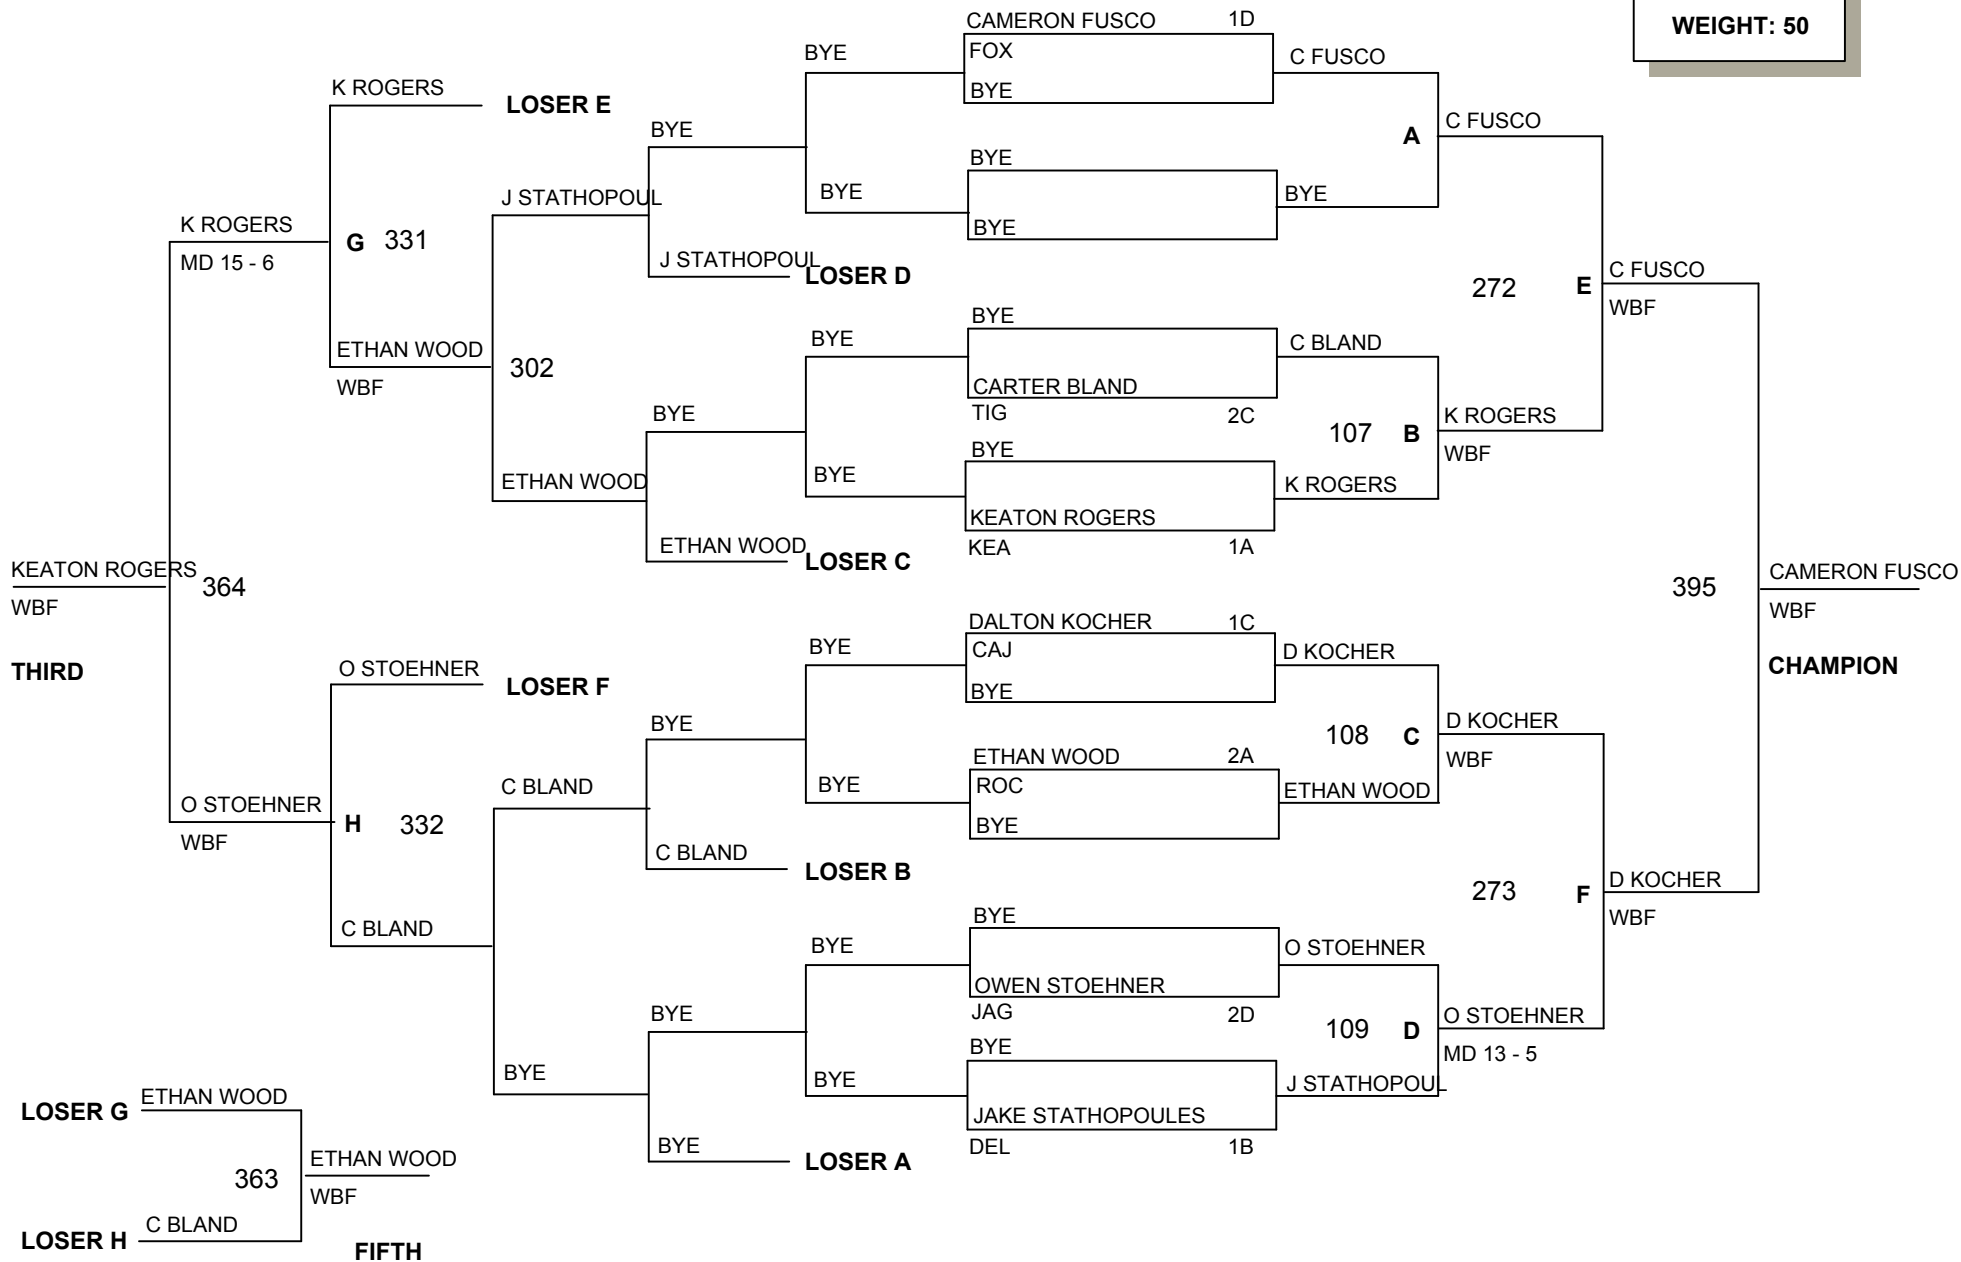 WEIGHT: 50
CAMERON FUSCO 1D
FOX
BYE
BYE
BYE
BYE
CARTER BLAND
TIG 2C
BYE
KEATON ROGERS
KEA 1A
DALTON KOCHER 1C
CAJ
BYE
ETHAN WOOD 2A
ROC
BYE
BYE
OWEN STOEHNER
JAG 2D
BYE
JAKE STATHOPOULES
DEL 1B
C FUSCO
BYE
C BLAND
K ROGERS
D KOCHER
ETHAN WOOD
O STOEHNER
J STATHOPOUL
A
C FUSCO
107 B
K ROGERS
WBF
108 C
D KOCHER
WBF
109 D
O STOEHNER
MD 13 - 5
272 E
C FUSCO
WBF
273 F
D KOCHER
WBF
395
CAMERON FUSCO
WBF
CHAMPION
BYE
BYE
BYE
BYE
BYE
BYE
BYE
BYE
BYE
J STATHOPOUL
LOSER D
BYE
ETHAN WOOD
LOSER C
BYE
C BLAND
LOSER B
BYE
BYE
LOSER A
J STATHOPOUL
302
ETHAN WOOD
C BLAND
BYE
K ROGERS
LOSER E
G 331
ETHAN WOOD
WBF
O STOEHNER
LOSER F
H 332
C BLAND
K ROGERS
MD 15 - 6
O STOEHNER
WBF
364
KEATON ROGERS
WBF
THIRD
LOSER G ETHAN WOOD
363
ETHAN WOOD
WBF
LOSER H C BLAND
FIFTH